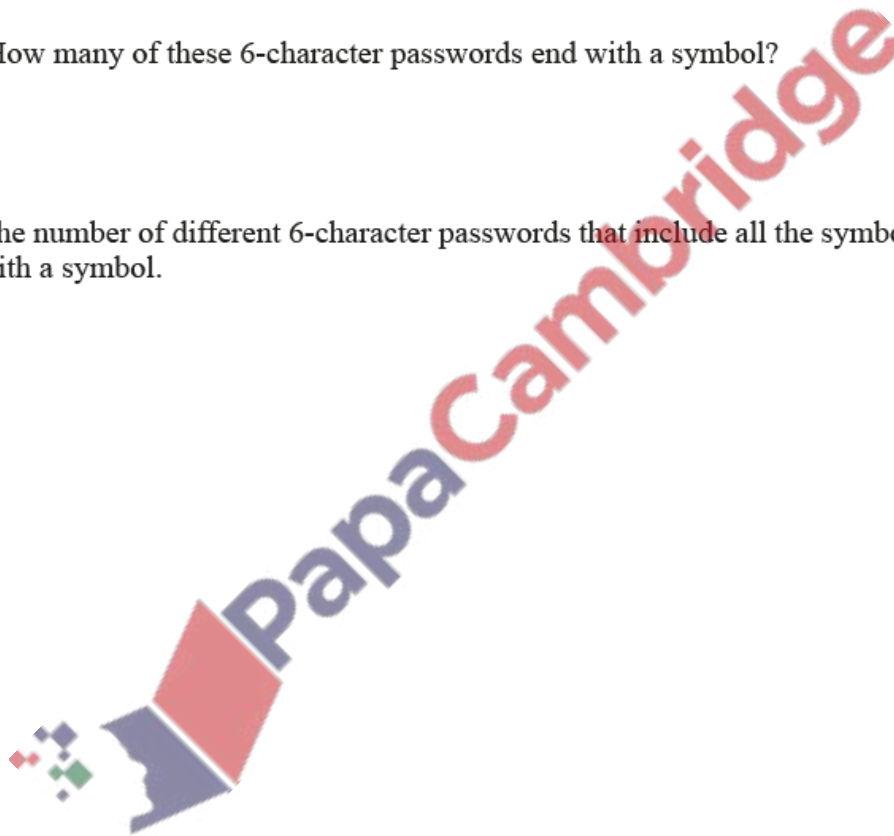 How many of these 6-character passwords end with a symbol?
he number of different 6-character passwords that include all the symb
ith a symbol.
PapaCambridge